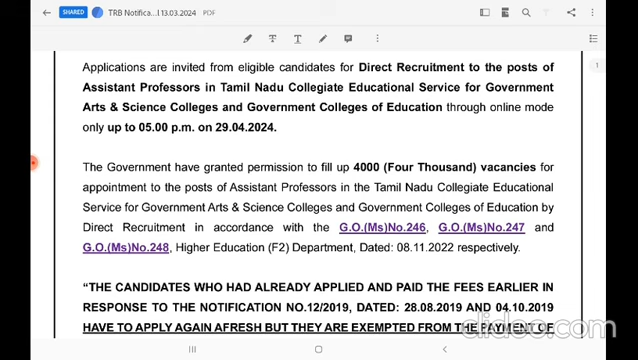 SHARED TRB Notifica...l 13.03.2024 PDF
1
Applications are invited from eligible candidates for Direct Recruitment to the posts of
Assistant Professors in Tamil Nadu Collegiate Educational Service for Government
Arts & Science Colleges and Government Colleges of Education through online mode
only up to 05.00 p.m. on 29.04.2024.
The Government have granted permission to fill up 4000 (Four Thousand) vacancies for
appointment to the posts of Assistant Professors in the Tamil Nadu Collegiate Educational
Service for Government Arts & Science Colleges and Government Colleges of Education by
Direct Recruitment in accordance with the G.O.(Ms)No.246, G.O.(Ms)No.247 and
G.O.(Ms)No.248, Higher Education (F2) Department, Dated: 08.11.2022 respectively.
“THE CANDIDATES WHO HAD ALREADY APPLIED AND PAID THE FEES EARLIER IN
RESPONSE TO THE NOTIFICATION NO.12/2019, DATED: 28.08.2019 AND 04.10.2019
HAVE TO APPLY AGAIN AFRESH BUT THEY ARE EXEMPTED FROM THE PAYMENT OF
clideo.com